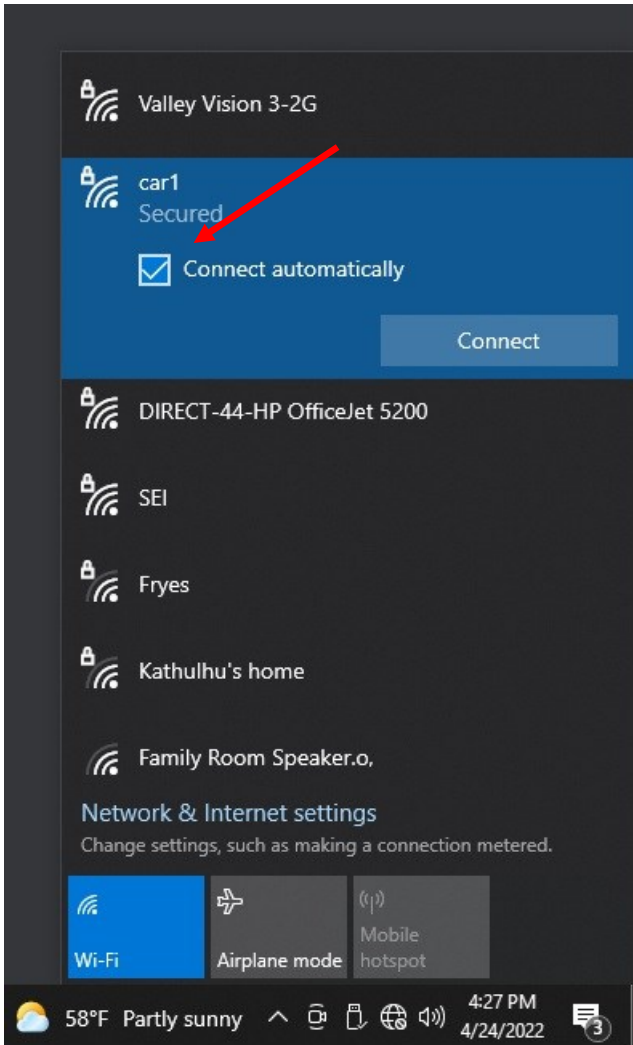 Valley Vision 3-2G
car1
Secured
Connect automatically
Connect
DIRECT-44-HP OfficeJet 5200
SEI
Fryes
Kathulhu's home
Family Room Speaker.o,
Network & Internet settings
Change settings, such as making a connection metered.
Wi-Fi
Airplane mode
Mobile
hotspot
58°F Partly sunny
4:27 PM
4/24/2022
3